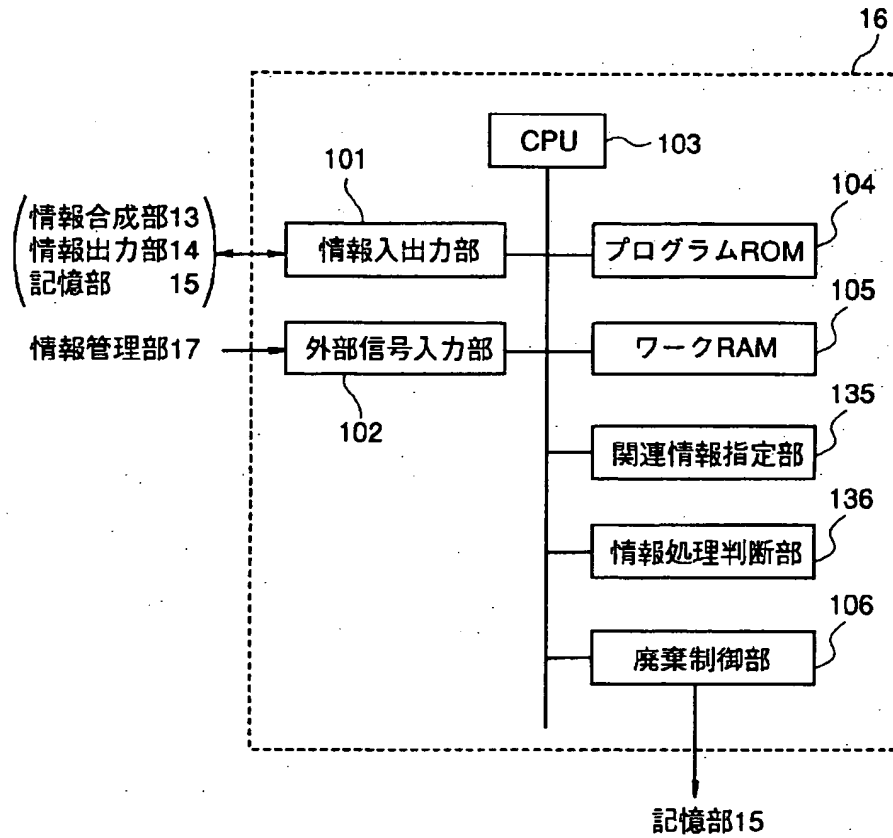 16
CPU
103
101
104
情報合成部13
情報出力部14
記憶部 15
情報入出力部
プログラムROM
105
情報管理部17
外部信号入力部
ワークRAM
102
135
関連情報指定部
136
情報処理判断部
106
廃棄制御部
記憶部15